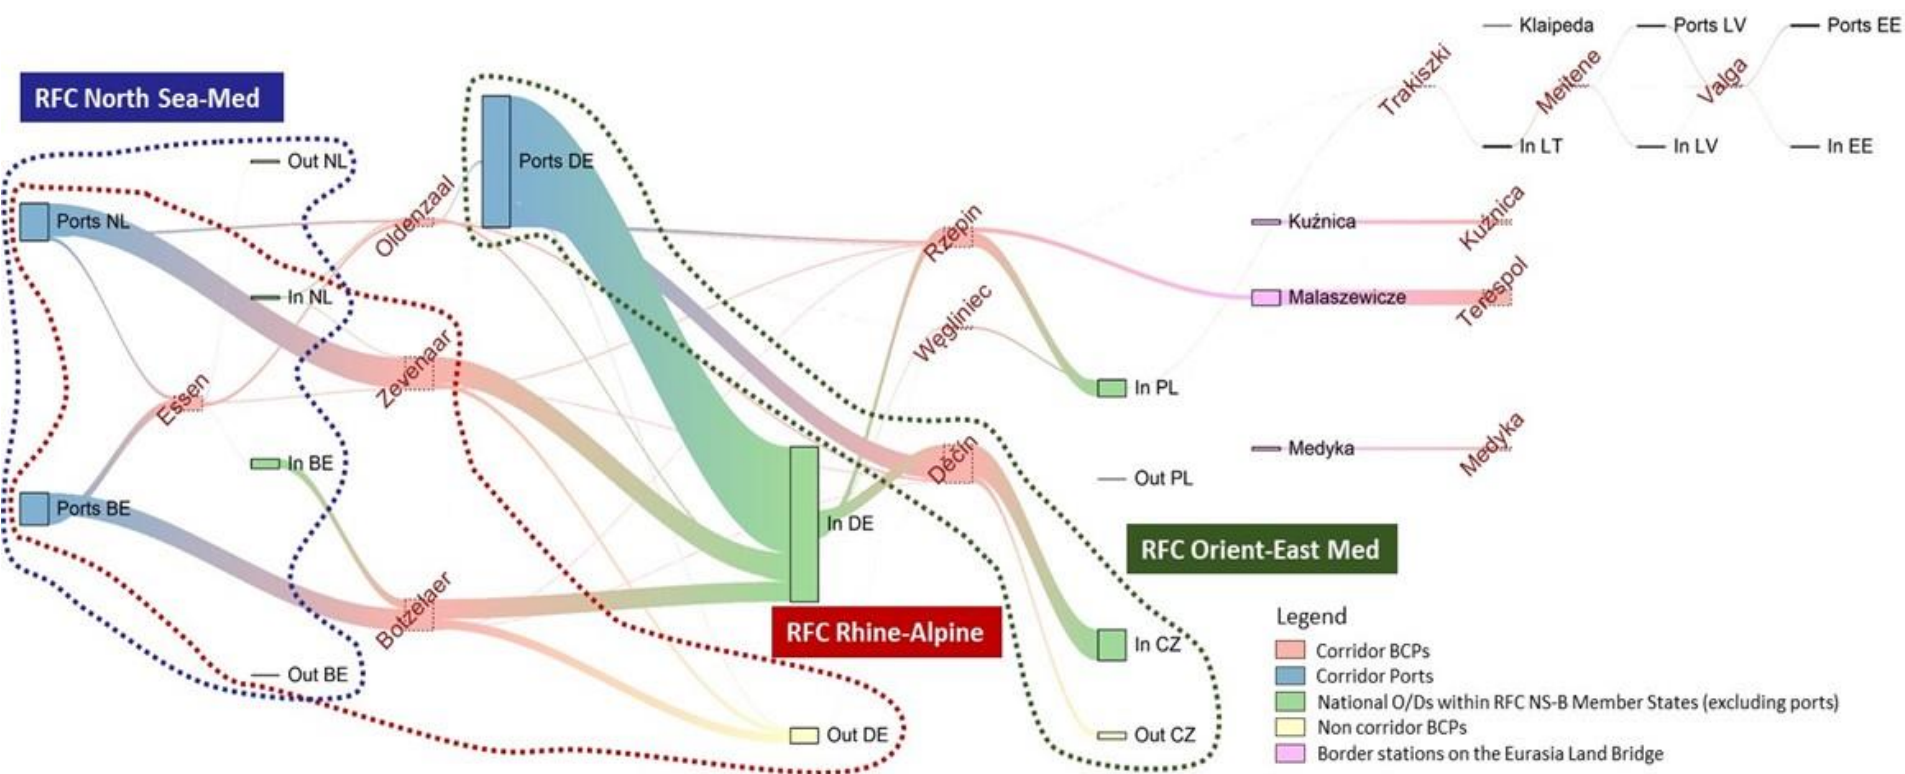 Klaipeda
Ports LV
Ports EE
Trakiszki
Meitene
Valga
In LT
In LV
In EE
RFC North Sea-Med
Out NL
Ports DE
Ports NL
Oldenzaal
Rzepin
Kuźnica
Kuźnica
In NL
Malaszewicze
Terespol
Zevenaar
Węgliniec
Essen
In PL
In BE
Děčín
Medyka
Medyka
Out PL
Ports BE
In DE
RFC Orient-East Med
Botzelaer
RFC Rhine-Alpine
In CZ
Out BE
Out DE
Out CZ
Legend
Corridor BCPs
Corridor Ports
National O/Ds within RFC NS-B Member States (excluding ports)
Non corridor BCPs
Border stations on the Eurasia Land Bridge